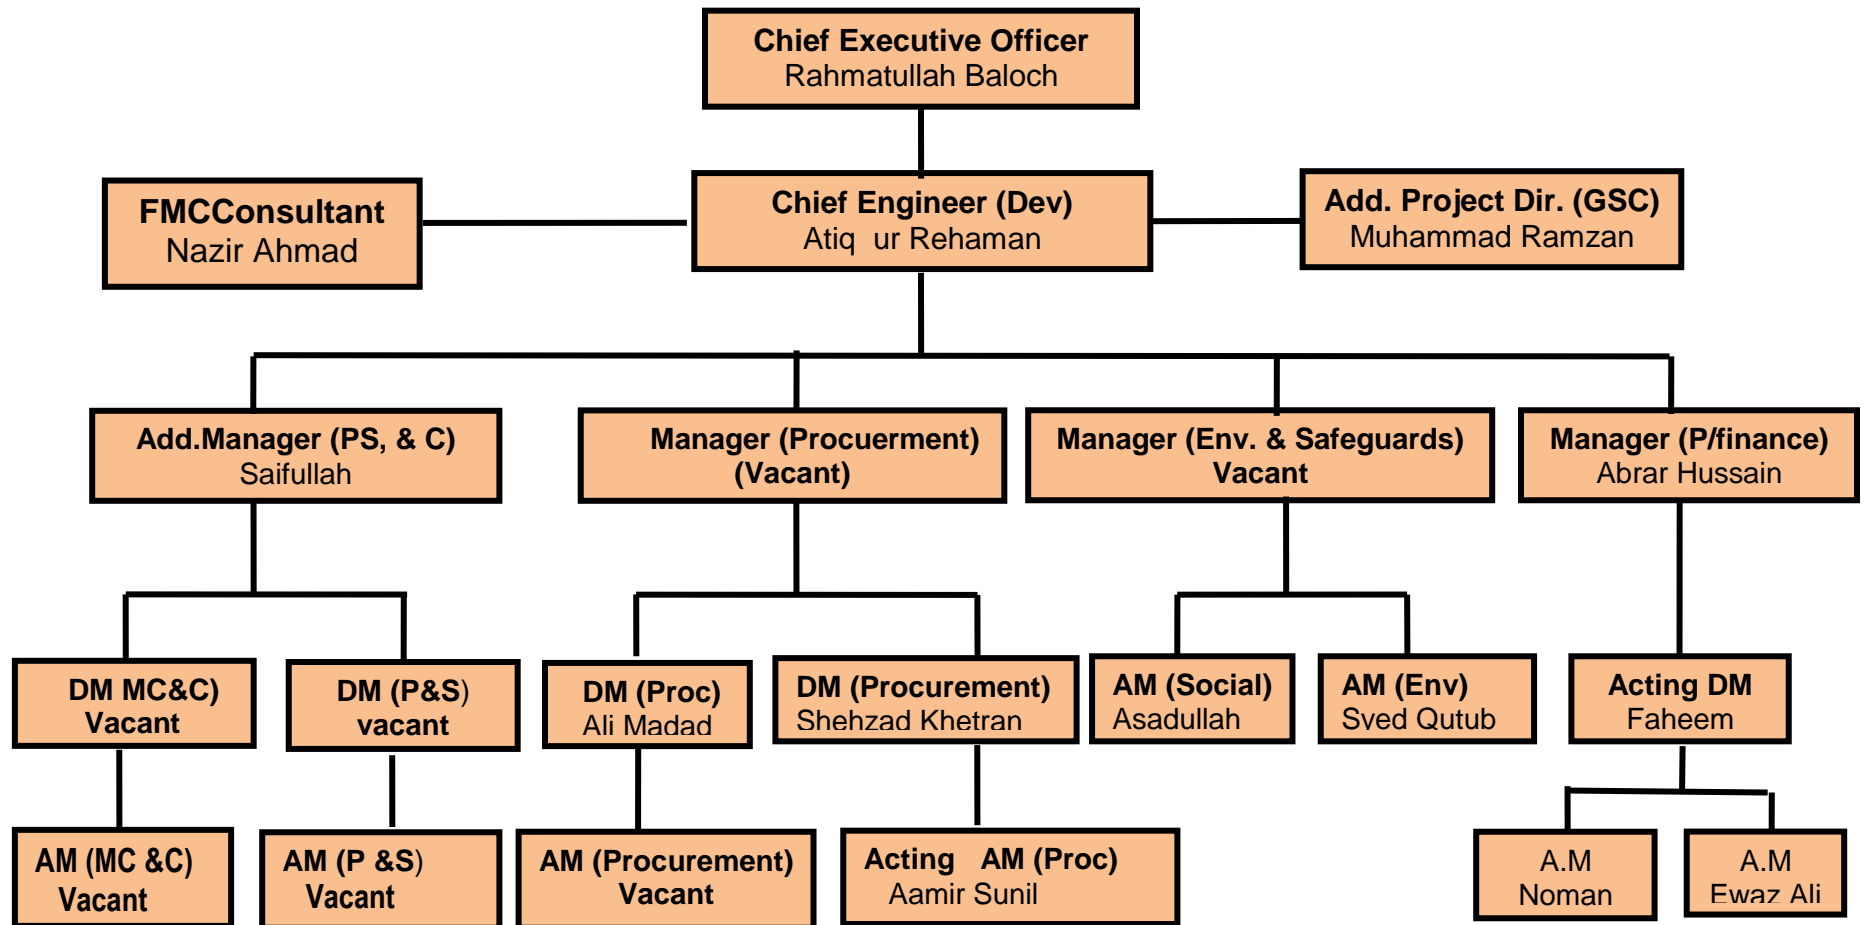 Chief Executive Officer
Rahmatullah Baloch
FMCConsultant
Nazir Ahmad
Chief Engineer (Dev)
Atiq ur Rehaman
Add. Project Dir. (GSC)
Muhammad Ramzan
Add.Manager (PS, & C)
Saifullah
Manager (Procuerment)
(Vacant)
Manager (Env. & Safeguards)
Vacant
Manager (P/finance)
Abrar Hussain
DM MC&C)
Vacant
DM (P&S)
vacant
DM (Proc)
Ali Madad
DM (Procurement)
Shehzad Khetran
AM (Social)
Asadullah
AM (Env)
Syed Qutub
Acting DM
Faheem
AM (MC &C)
Vacant
AM (P &S)
Vacant
AM (Procurement)
Vacant
Acting AM (Proc)
Aamir Sunil
A.M
Noman
A.M
Ewaz Ali